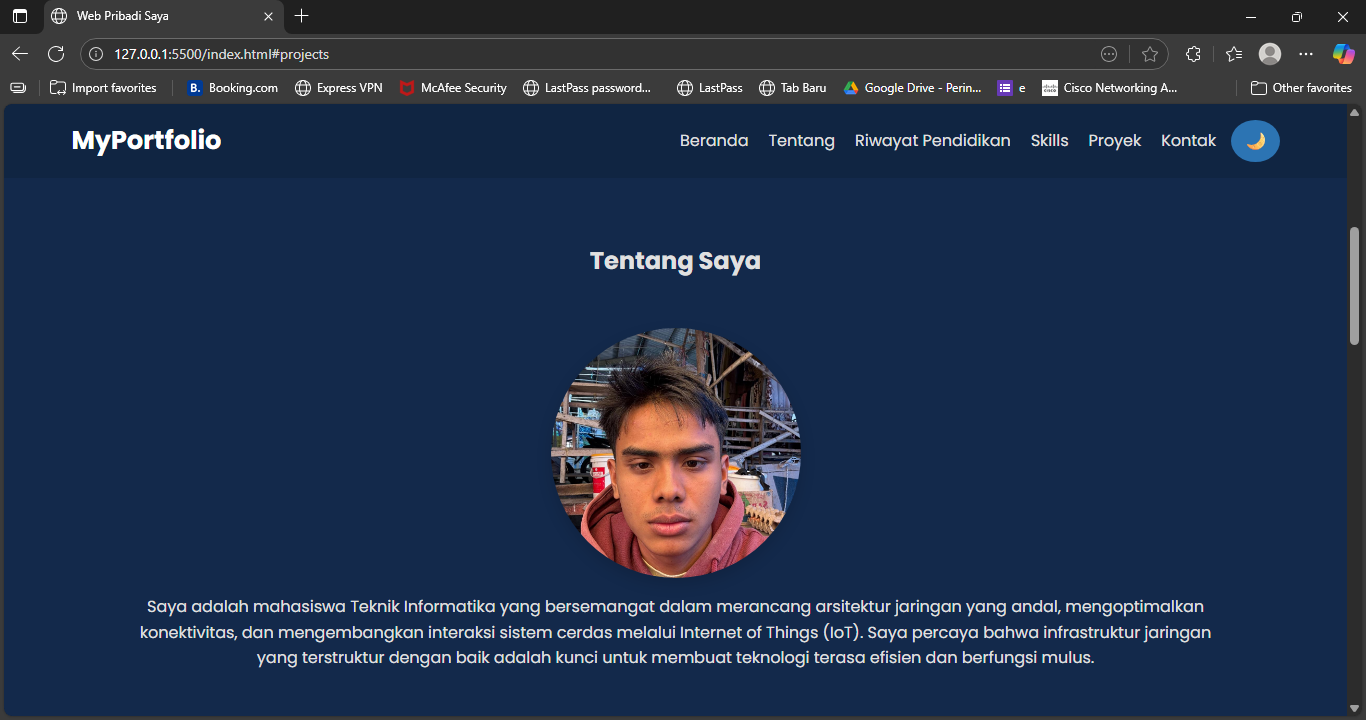 Web Pribadi Saya
127.0.0.1:5500/index.html#projects
Import favorites
B. Booking.com
Express VPN
McAfee Security
LastPass password...
LastPass
Tab Baru
Google Drive - Perin...
e
Cisco Networking A...
Other favorites
MyPortfolio
Beranda Tentang Riwayat Pendidikan Skills Proyek Kontak
Tentang Saya
Saya adalah mahasiswa Teknik Informatika yang bersemangat dalam merancang arsitektur jaringan yang andal, mengoptimalkan
konektivitas, dan mengembangkan interaksi sistem cerdas melalui Internet of Things (IoT). Saya percaya bahwa infrastruktur jaringan
yang terstruktur dengan baik adalah kunci untuk membuat teknologi terasa efisien dan berfungsi mulus.